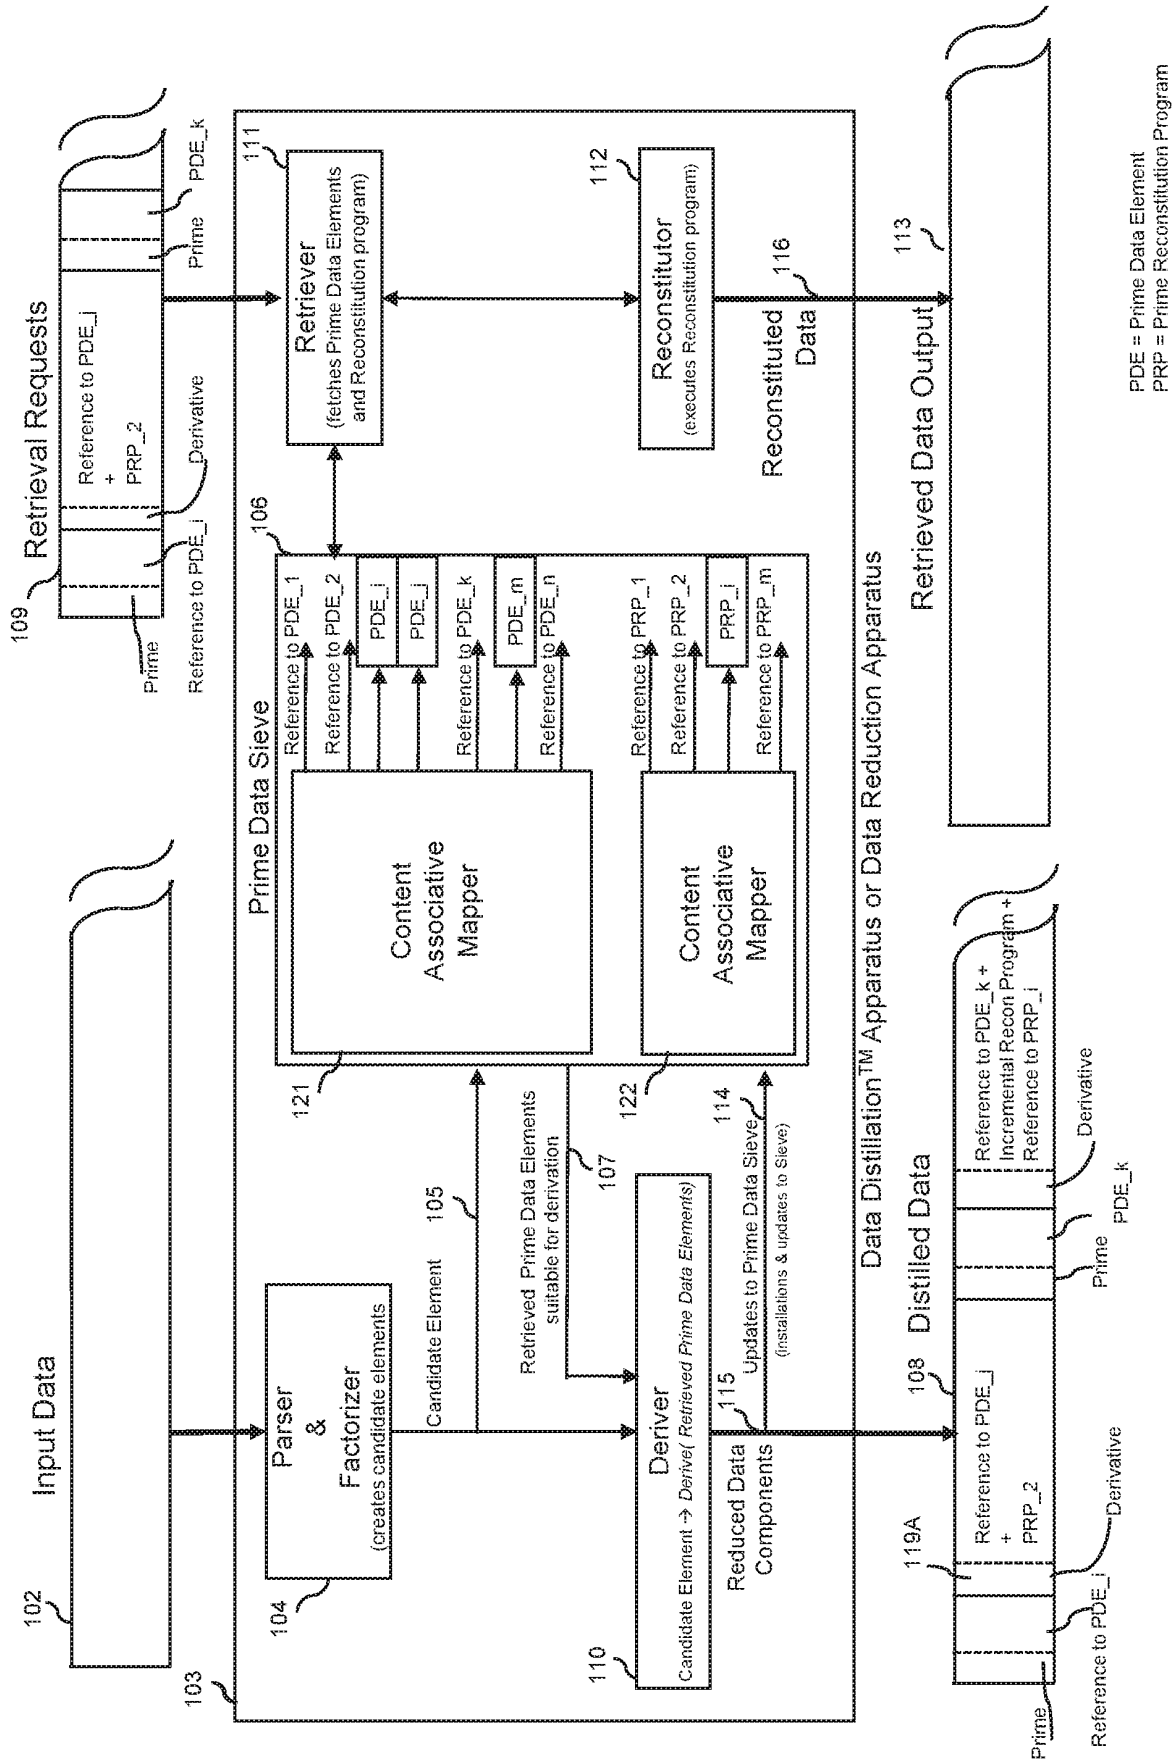 Input Data
102
109
Retrieval Requests
Prime
Reference to PDE_i
Reference to PDE_j
+
PRP_2
Derivative
Prime
PDE_k
103
104
Parser
&
Factorizer
(creates candidate elements
Candidate Element
105
Retrieved Prime Data Elements
suitable for derivation
107
110
Deriver
Candidate Element → Derive( Retrieved Prime Data Elements)
Reduced Data
Components
115
Updates to Prime Data Sieve
(installations & updates to Sieve)
114
Prime Data Sieve
106
121
Content
Associative
Mapper
Reference to PDE_1
Reference to PDE_2
PDE_i
PDE_j
Reference to PDE_k
PDE_m
Reference to PDE_n
122
Content
Associative
Mapper
Reference to PRP_1
Reference to PRP_2
PRP_i
Reference to PRP_m
111
Retriever
(fetches Prime Data Elements
and Reconstitution program)
112
Reconstitutor
(executes Reconstitution program)
Reconstituted
Data
116
Data Distillation™ Apparatus or Data Reduction Apparatus
108
Distilled Data
119A
Prime
Reference to PDE_i
Reference to PDE_j
+
PRP_2
Derivative
Prime
PDE_k
Derivative
Reference to PDE_k +
Incremental Recon Program +
Reference to PRP_i
Retrieved Data Output
113
PDE = Prime Data Element
PRP = Prime Reconstitution Program